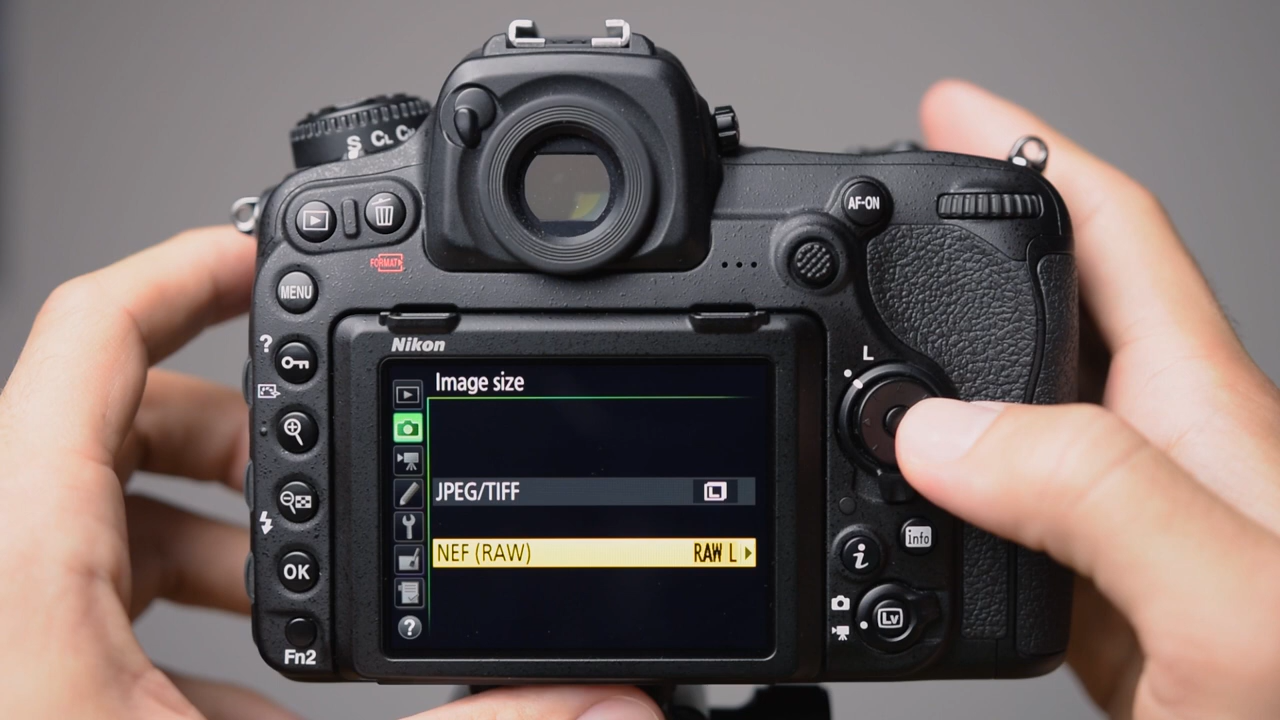 S CL CH
AF-ON
FORMAT
MENU
L
?
Nikon
Image size
JPEG/TIFF L
NEF (RAW) RAW L
info
i
OK
Lv
?
Fn2